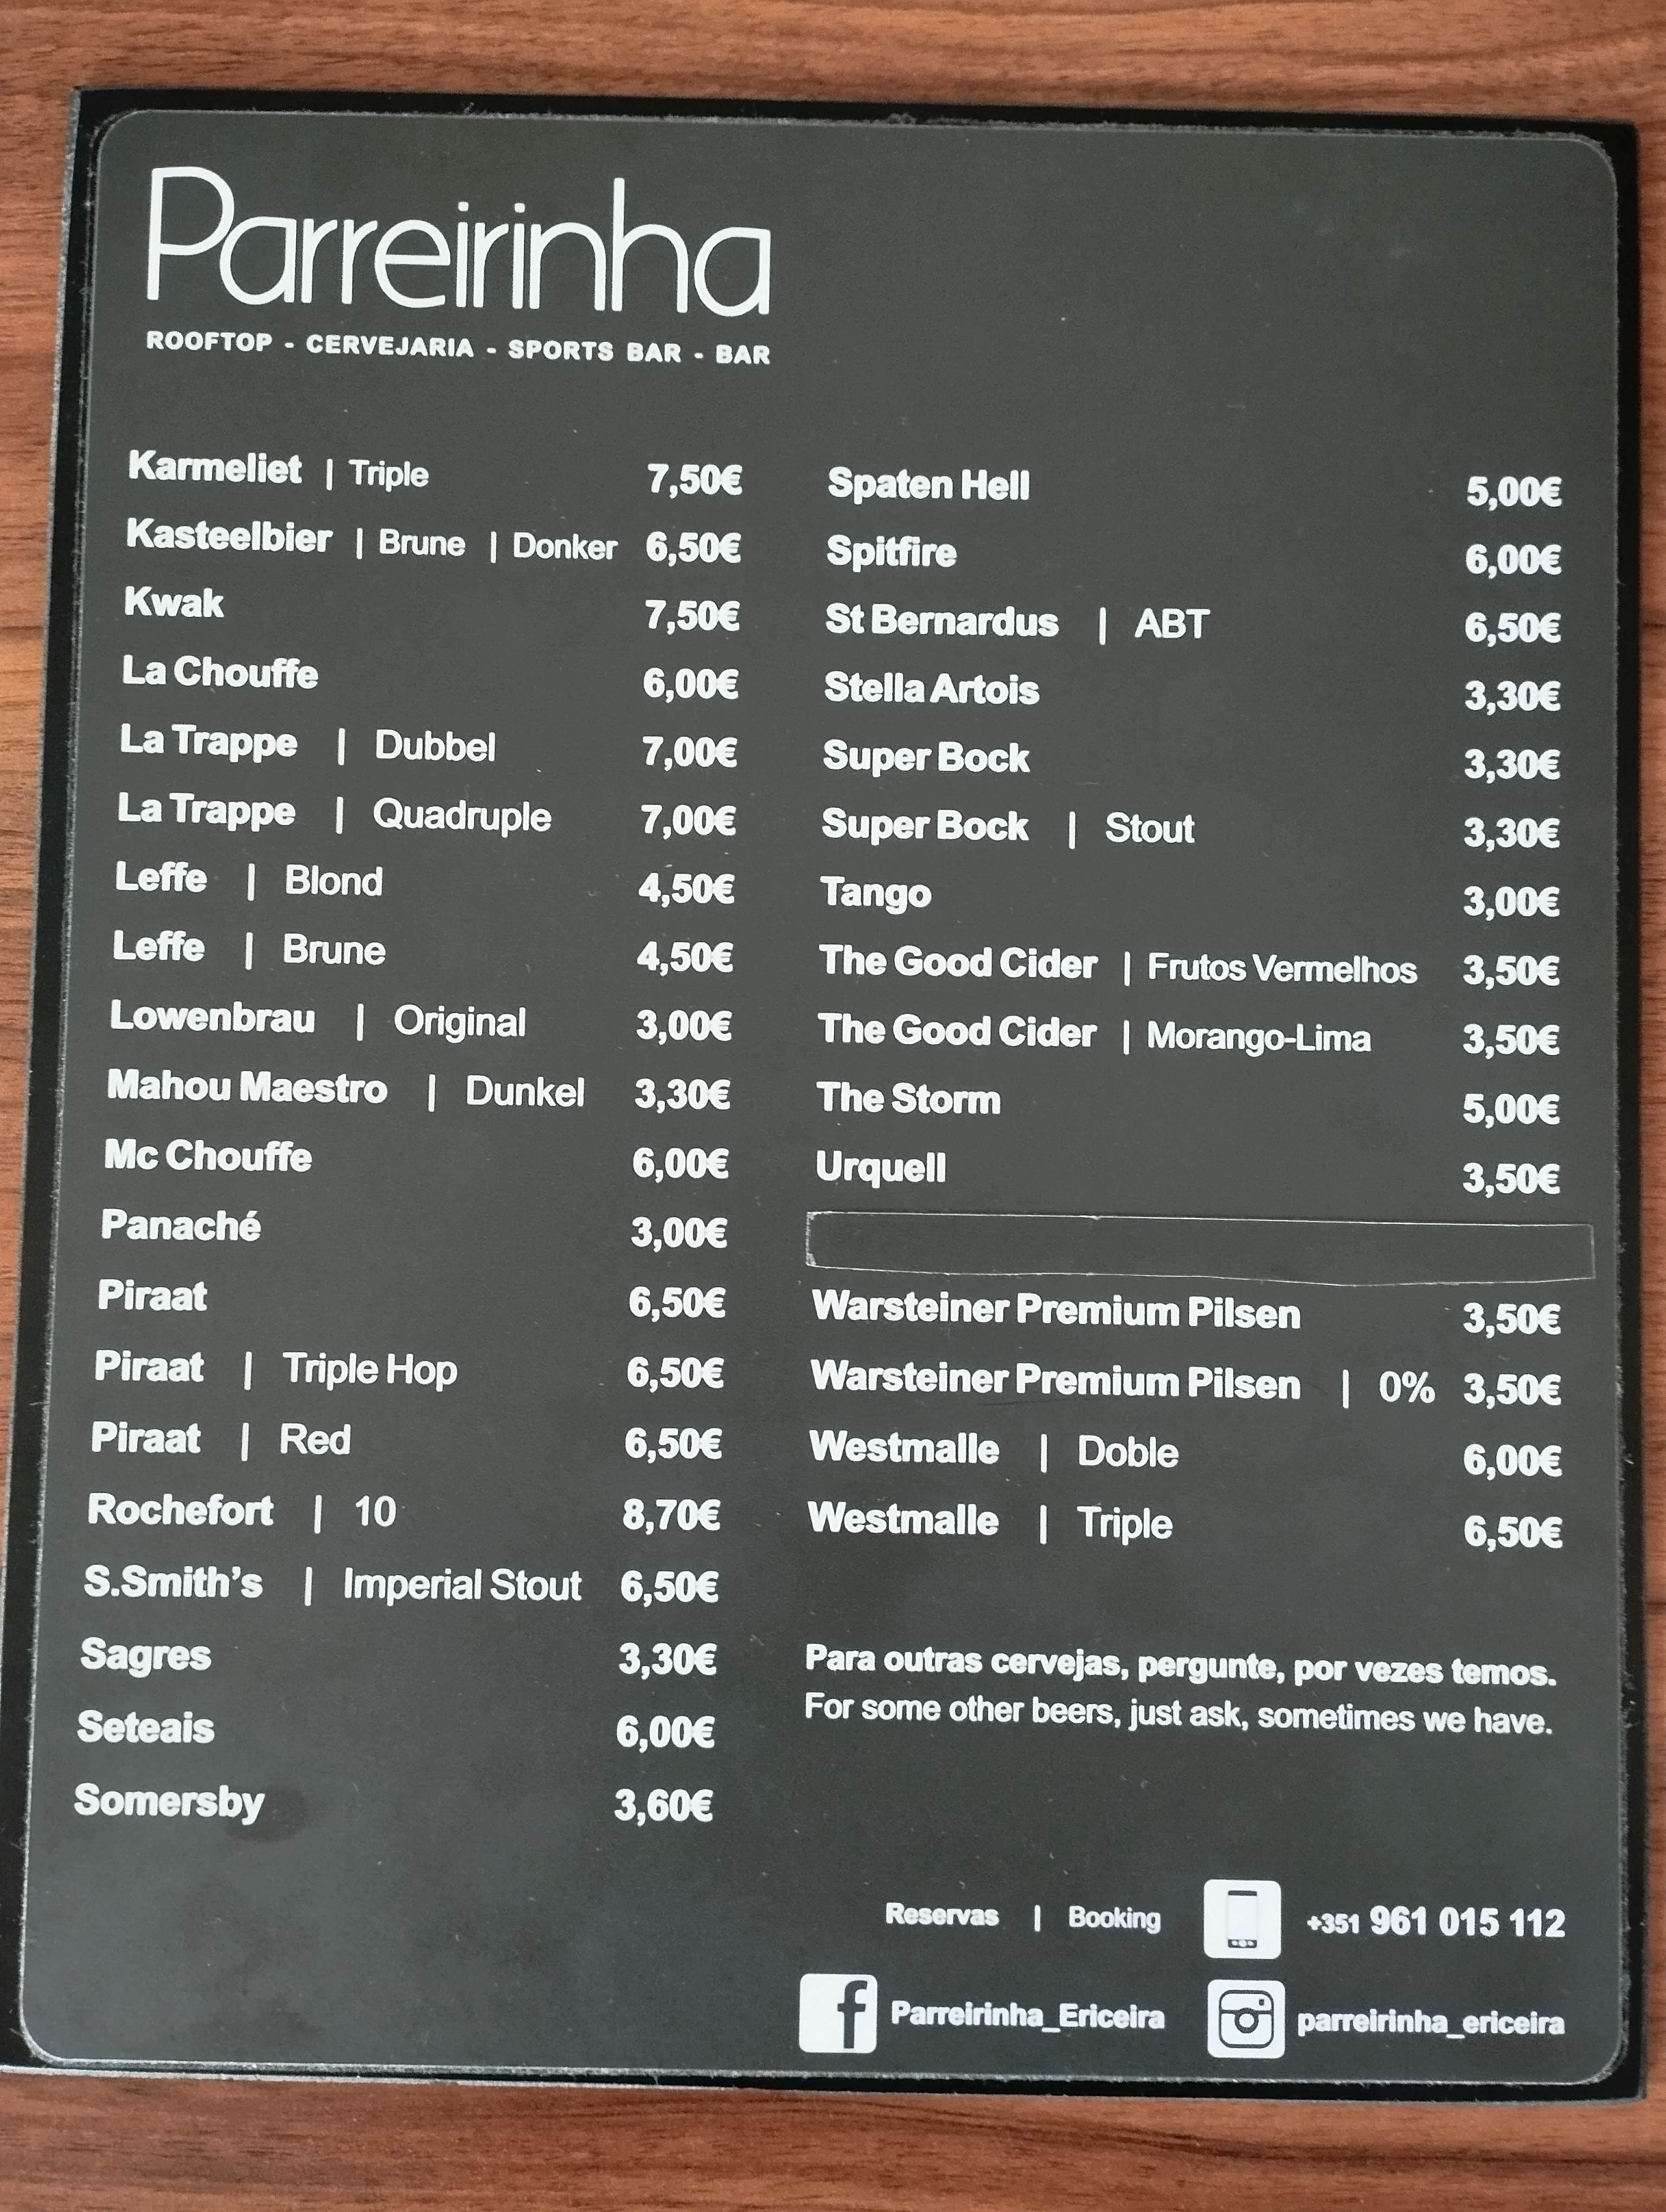 Parreirinha
ROOFTOP - CERVEJARIA - SPORTS BAR - BAR
Karmeliet | Triple 7,50€
Kasteelbier | Brune | Donker 6,50€
Kwak 7,50€
La Chouffe 6,00€
La Trappe | Dubbel 7,00€
La Trappe | Quadruple 7,00€
Leffe | Blond 4,50€
Leffe | Brune 4,50€
Lowenbrau | Original 3,00€
Mahou Maestro | Dunkel 3,30€
Mc Chouffe 6,00€
Panaché 3,00€
Piraat 6,50€
Piraat | Triple Hop 6,50€
Piraat | Red 6,50€
Rochefort | 10 8,70€
S.Smith's | Imperial Stout 6,50€
Sagres 3,30€
Seteais 6,00€
Somersby 3,60€
Spaten Hell 5,00€
Spitfire 6,00€
St Bernardus | ABT 6,50€
Stella Artois 3,30€
Super Bock 3,30€
Super Bock | Stout 3,30€
Tango 3,00€
The Good Cider | Frutos Vermelhos 3,50€
The Good Cider | Morango-Lima 3,50€
The Storm 5,00€
Urquell 3,50€
Warsteiner Premium Pilsen 3,50€
Warsteiner Premium Pilsen | 0% 3,50€
Westmalle | Doble 6,00€
Westmalle | Triple 6,50€
Para outras cervejas, pergunte, por vezes temos.
For some other beers, just ask, sometimes we have.
Reservas | Booking +351 961 015 112
Parreirinha_Ericeira parreirinha_ericeira